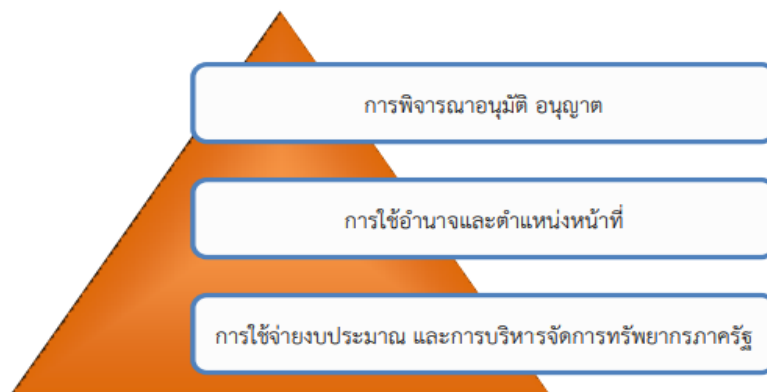 การพิจารณาอนุมัติ อนุญาต
การใช้อำนาจและตำแหน่งหน้าที่
การใช้จ่ายงบประมาณ และการบริหารจัดการทรัพยากรภาครัฐ